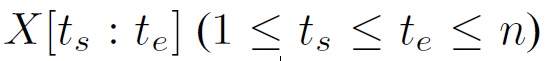 X[t_s : t_e] (1 ≤ t_s ≤ t_e ≤ n)